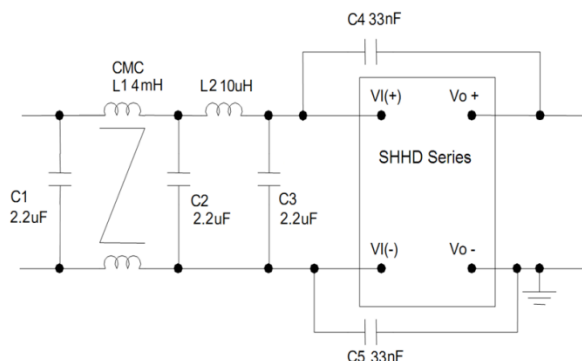 C4 33nF
CMC
L1 4mH
L2 10uH
VI(+)
Vo +
SHHD Series
C1
2.2uF
C2
2.2uF
C3
2.2uF
VI(-)
Vo -
C5 33nF